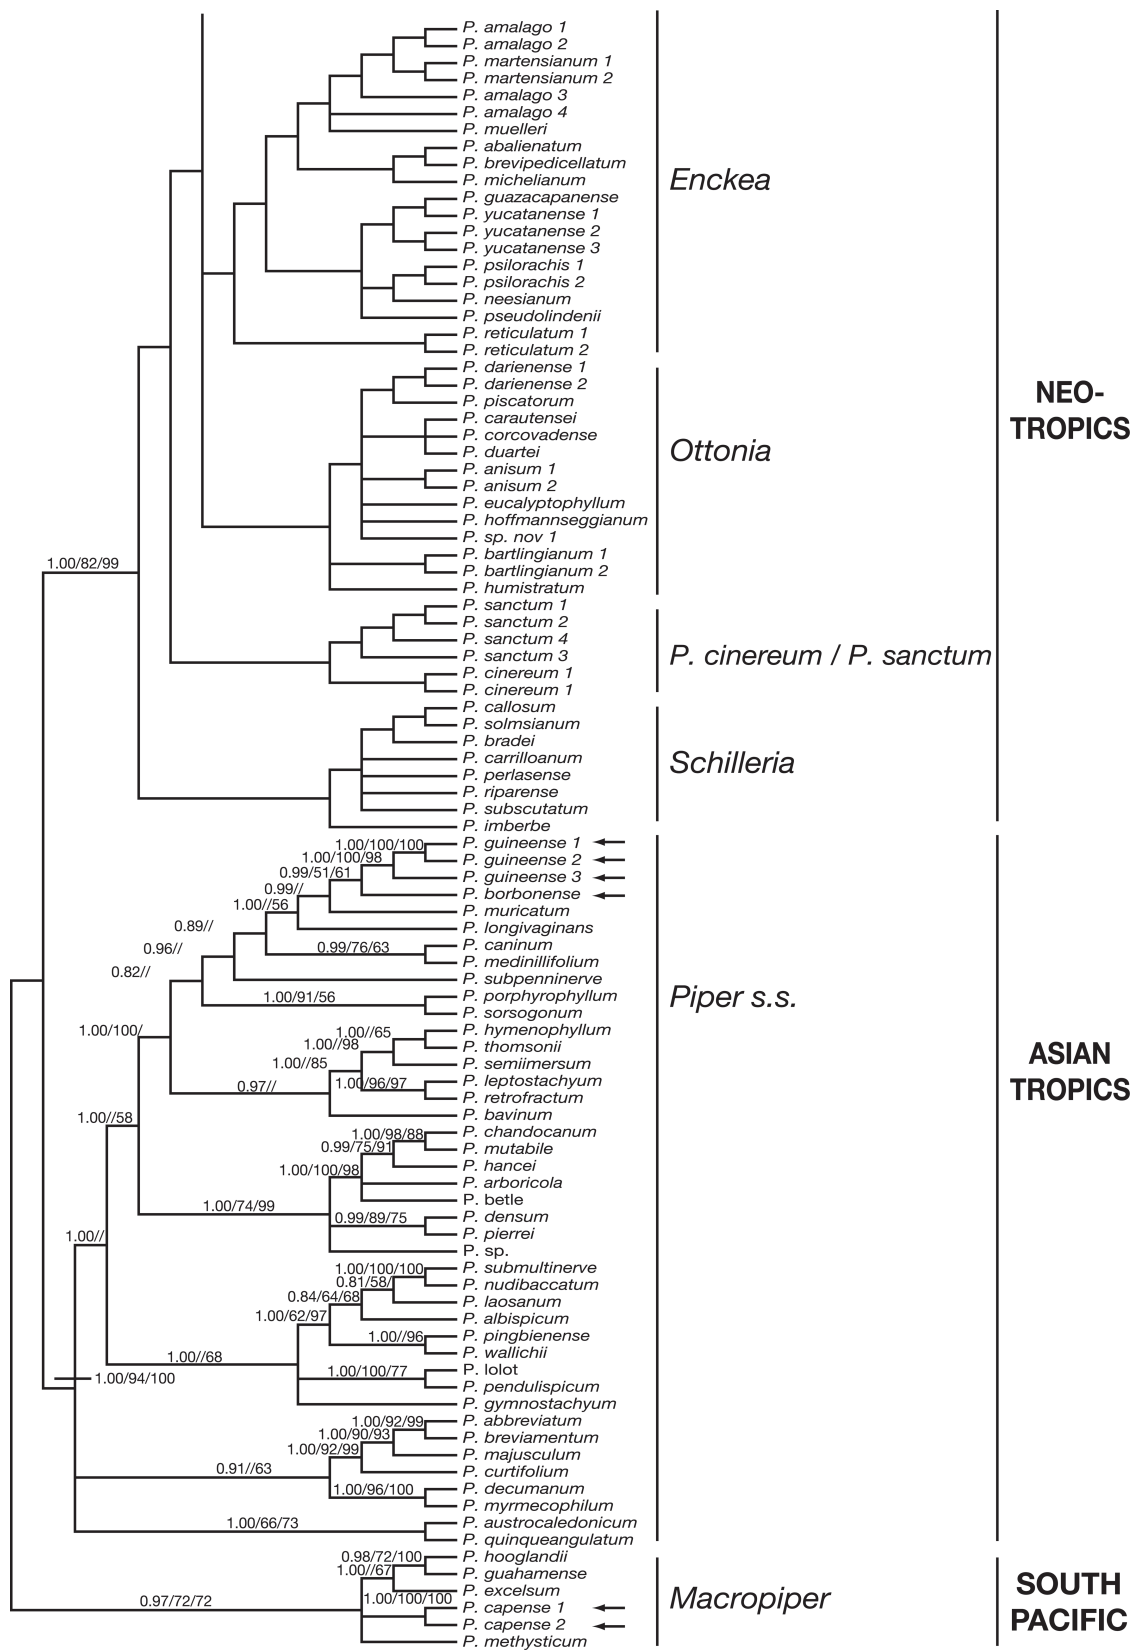 P. amalago 1
P. amalago 2
P. martensianum 1
P. martensianum 2
P. amalago 3
P. amalago 4
P. muelleri
P. abalienatum
P. brevipedicellatum
P. michelianum
Enckea
P. guazacapanense
P. yucatanense 1
P. yucatanense 2
P. yucatanense 3
P. psilorachis 1
P. psilorachis 2
P. neesianum
P. pseudolindenii
P. reticulatum 1
P. reticulatum 2
P. darienense 1
P. darienense 2
P. piscatorum
NEO-
TROPICS
P. carautensei
P. corcovadense
P. duartei
Ottonia
P. anisum 1
P. anisum 2
P. eucalyptophyllum
P. hoffmannseggianum
P. sp. nov 1
P. bartlingianum 1
1.00/82/99
P. bartlingianum 2
P. humistratum
P. sanctum 1
P. sanctum 2
P. sanctum 4
P. sanctum 3
P. cinereum / P. sanctum
P. cinereum 1
P. cinereum 1
P. callosum
P. solmsianum
P. bradei
P. carrilloanum
Schilleria
P. perlasense
P. riparense
P. subscutatum
P. imberbe
1.00/100/100
P. guineense 1
1.00/100/98
P. guineense 2
0.99/51/61
P. guineense 3
0.99//
P. borbonense
1.00//56
P. muricatum
0.89//
P. longivaginans
0.96//
0.99/76/63
P. caninum
P. medinillifolium
0.82//
P. subpenninerve
1.00/91/56
P. porphyrophyllum
Piper s.s.
P. sorsogonum
1.00/100/
1.00//65
P. hymenophyllum
1.00//98
P. thomsonii
1.00//85
P. semiimersum
ASIAN
TROPICS
0.97//
1.00/96/97
P. leptostachyum
P. retrofractum
1.00//58
P. bavinum
1.00/98/88
P. chandocanum
0.99/75/91
P. mutabile
1.00/100/98
P. hancei
P. arboricola
1.00/74/99
P. betle
0.99/89/75
P. densum
1.00//
P. pierrei
P. sp.
1.00/100/100
P. submultinerve
0.81/58/
P. nudibaccatum
0.84/64/68
P. laosanum
1.00/62/97
P. albispicum
1.00//96
P. pingbienense
1.00//68
P. wallichii
1.00/94/100
1.00/100/77
P. lolot
P. pendulispicum
P. gymnostachyum
1.00/92/99
P. abbreviatum
1.00/90/93
P. breviamentum
1.00/92/99
P. majusculum
0.91//63
P. curtifolium
1.00/96/100
P. decumanum
P. myrmecophilum
1.00/66/73
P. austrocaledonicum
P. quinqueangulatum
0.98/72/100
P. hooglandii
1.00//67
P. guahamense
P. excelsum
0.97/72/72
1.00/100/100
Macropiper
SOUTH
PACIFIC
P. capense 1
P. capense 2
P. methysticum